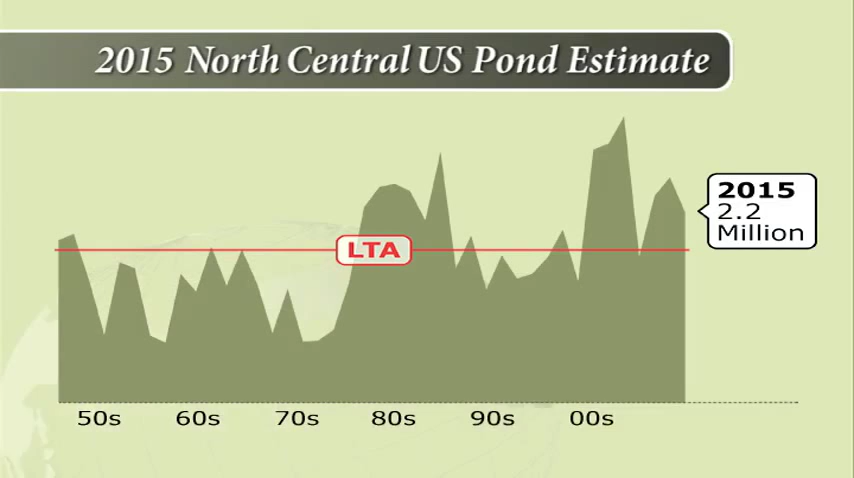 2015 North Central US Pond Estimate
2015
2.2
Million
LTA
50s 60s 70s 80s 90s 00s